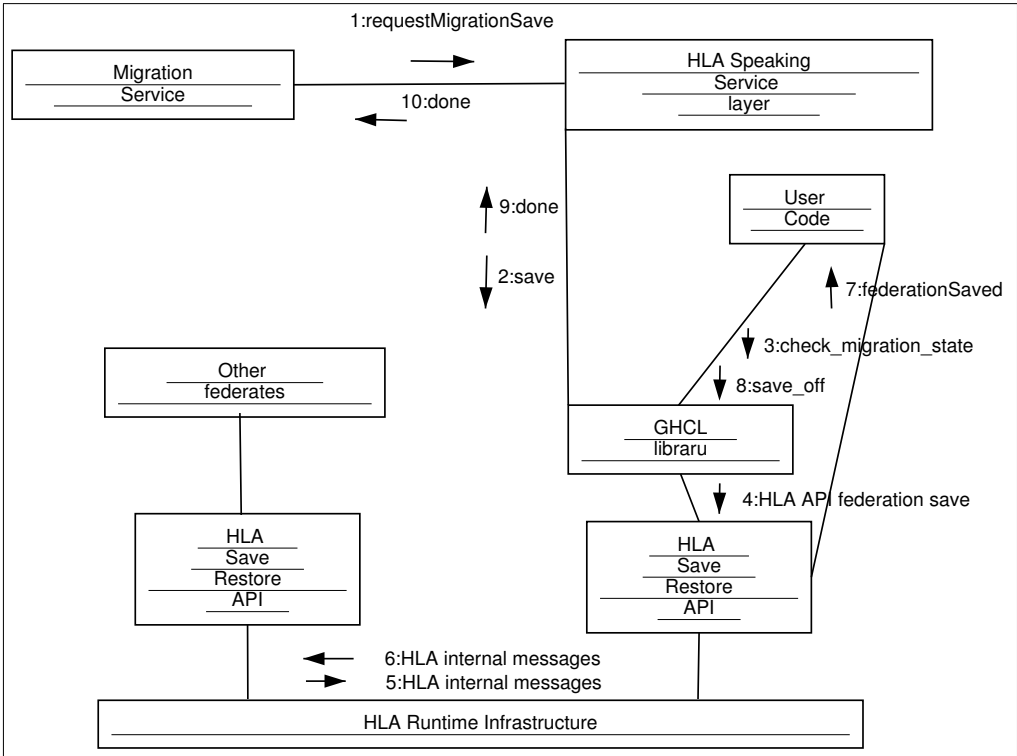 1:requestMigrationSave
Migration
Service
HLA Speaking
Service
layer
10:done
9:done
2:save
User
Code
7:federationSaved
3:check_migration_state
8:save_off
Other
federates
GHCL
libraru
4:HLA API federation save
HLA
Save
Restore
API
HLA
Save
Restore
API
6:HLA internal messages
5:HLA internal messages
HLA Runtime Infrastructure